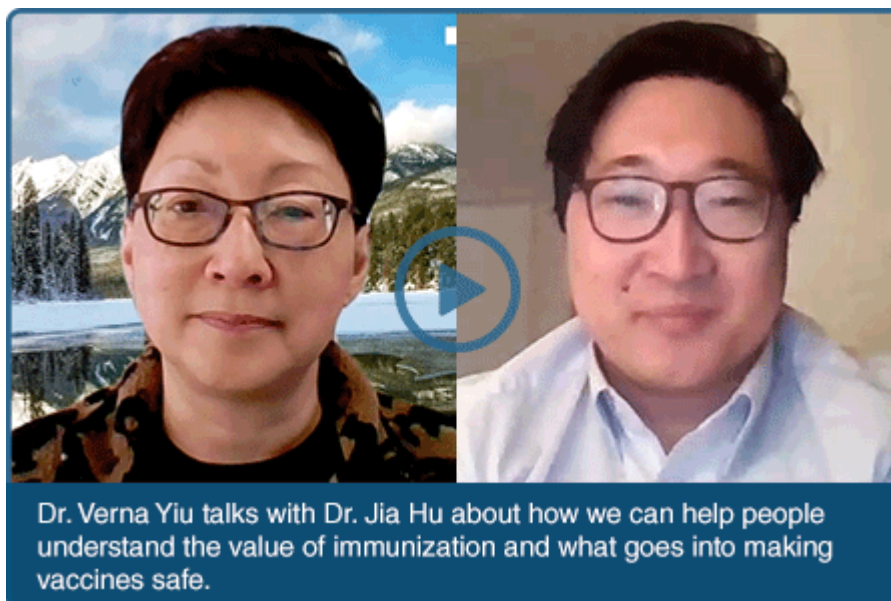 Dr. Verna Yiu talks with Dr. Jia Hu about how we can help people
understand the value of immunization and what goes into making
vaccines safe.